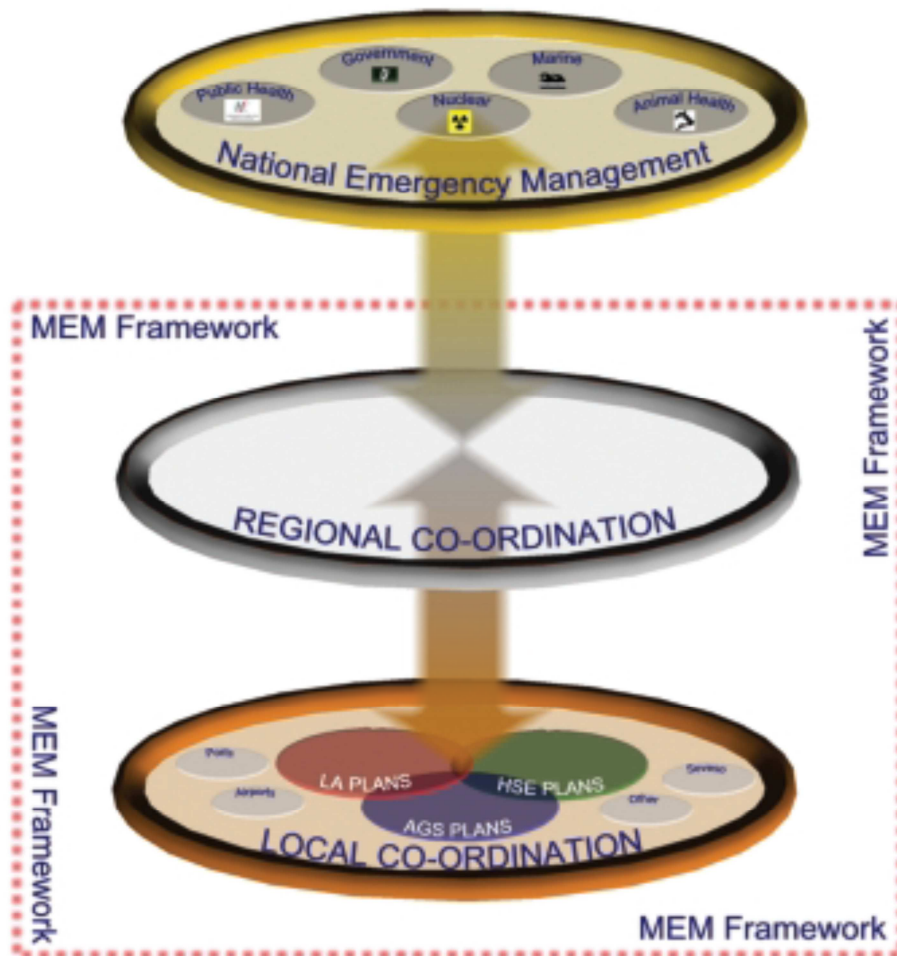 Government
Marine
Public Health
Nuclear
Animal Health
National Emergency Management
MEM Framework
MEM Framework
REGIONAL CO-ORDINATION
MEM Framework
Ports
Airports
LA PLANS
HSE PLANS
AGS PLANS
Other
Seveso
LOCAL CO-ORDINATION
MEM Framework